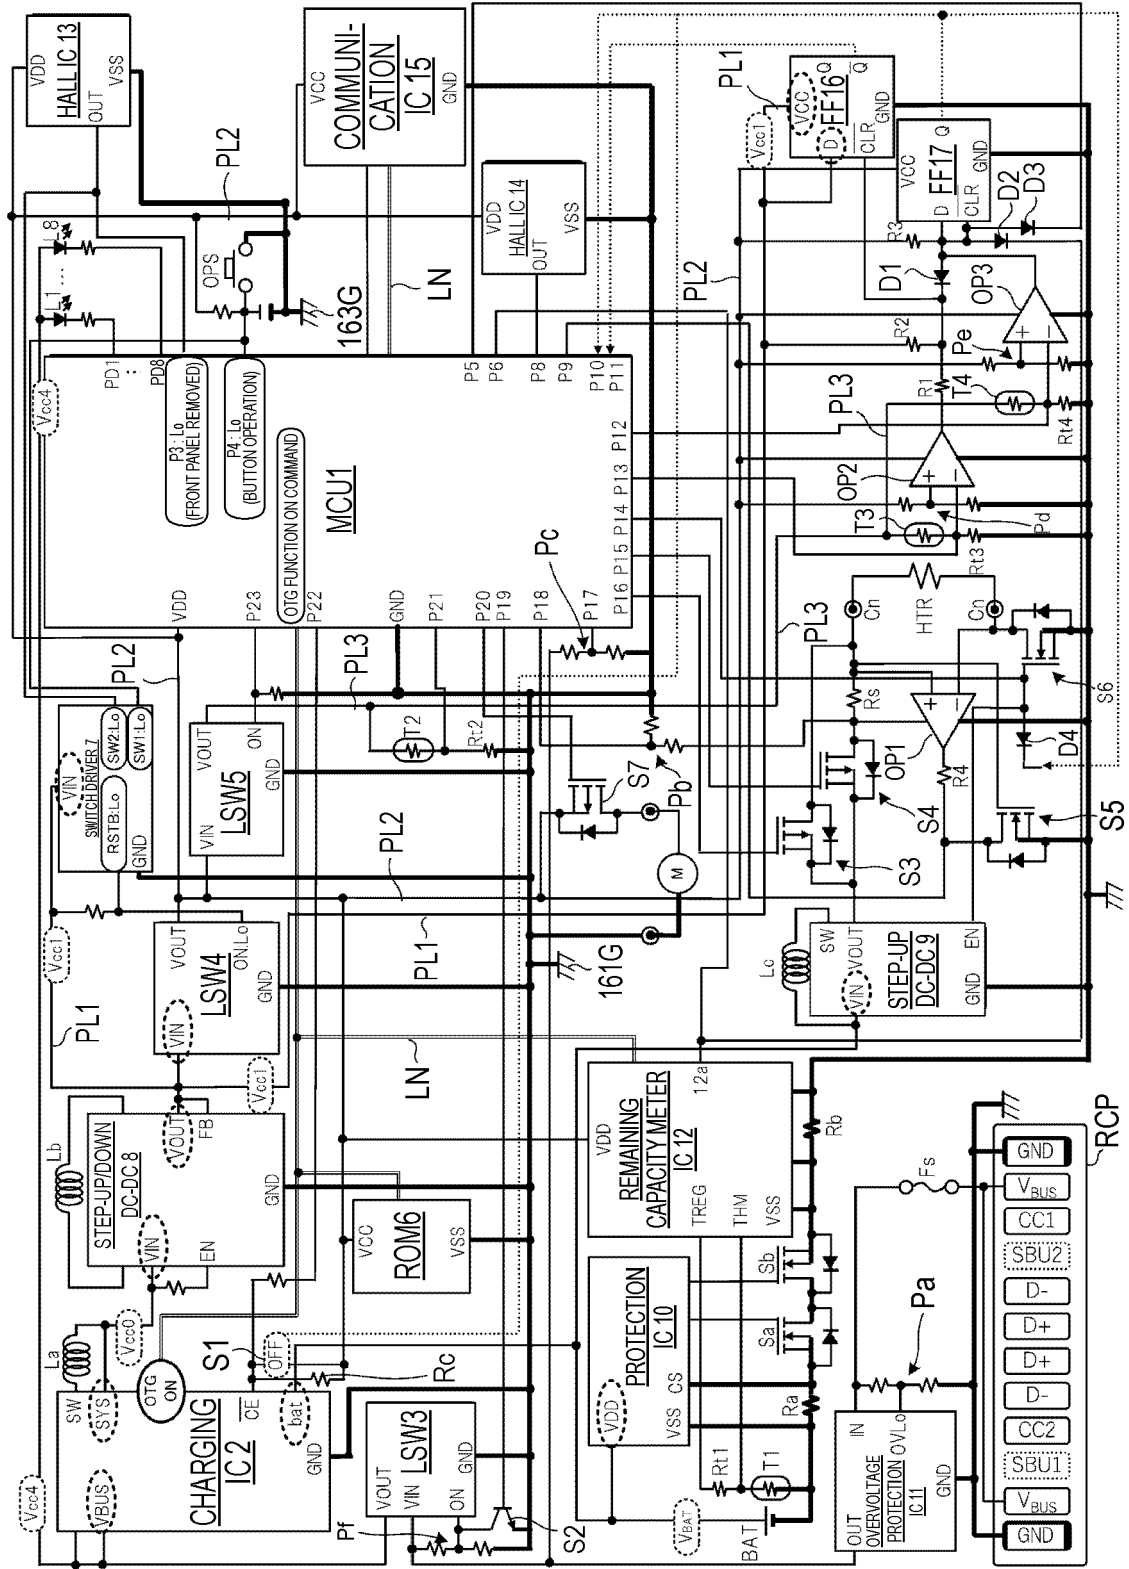 HALLIC 13
VDD
OUT
VSS
COMMUNI-
CATION
IC 15
VCC
GND
HALLIC 14
VDD
OUT
VSS
PL2
OPS
L8
L1
...
163G
LN
Vcc4
PD1
:
PD8
P3 : Lo
(FRONT PANEL REMOVED)
P4 : Lo
(BUTTON OPERATION)
OTG FUNCTION ON COMMAND
MCU1
P5
P6
P8
P9
P10
P11
P12
P13
P14
P15
P16
P17
P18
P19
P20
P21
GND
P22
P23
VDD
PL1
Vcc1
FF16
VCC
D
Q
Q
CLR
GND
FF17
VCC
D
Q
CLR
GND
D2
D3
R3
D1
R2
R1
PL2
OP3
+
−
Pe
T4
Rt4
PL3
OP2
+
−
T3
Pd
Rt3
Cn
HTR
Cn
PL3
Rs
OP1
+
−
R4
S6
D4
S5
S4
S3
Pc
Pb
S7
M
T2
Rt2
PL3
PL2
SWITCH DRIVER 7
VIN
SW2:Lo
SW1:Lo
RSTB:Lo
GND
LSW5
VOUT
ON
VIN
GND
PL2
PL1
161G
LSW4
VOUT
ON.Lo
VIN
GND
Vcc1
PL1
Vcc1
LN
STEP-UP
DC-DC 9
SW
VOUT
VIN
EN
GND
Lc
STEP-UP/DOWN
DC-DC 8
VOUT
FB
VIN
EN
GND
Lb
ROM6
VCC
VSS
REMAINING
CAPACITY METER
IC 12
VDD
12a
TREG
THM
VSS
Rb
PROTECTION
IC 10
VDD
VSS
CS
Sb
Sa
Ra
Rt1
T1
VBAT
BAT
CHARGING
IC 2
SW
SYS
OTG
ON
CE
bat
GND
VBUS
Vcc4
La
Vcc0
S1
OFF
Rc
LSW3
VOUT
VIN
ON
GND
Pf
S2
OVERVOLTAGE
PROTECTION
IC 11
IN
OVLo
OUT
GND
Pa
Fs
RCP
GND
VBUS
CC1
SBU2
D-
D+
D+
D-
CC2
SBU1
VBUS
GND